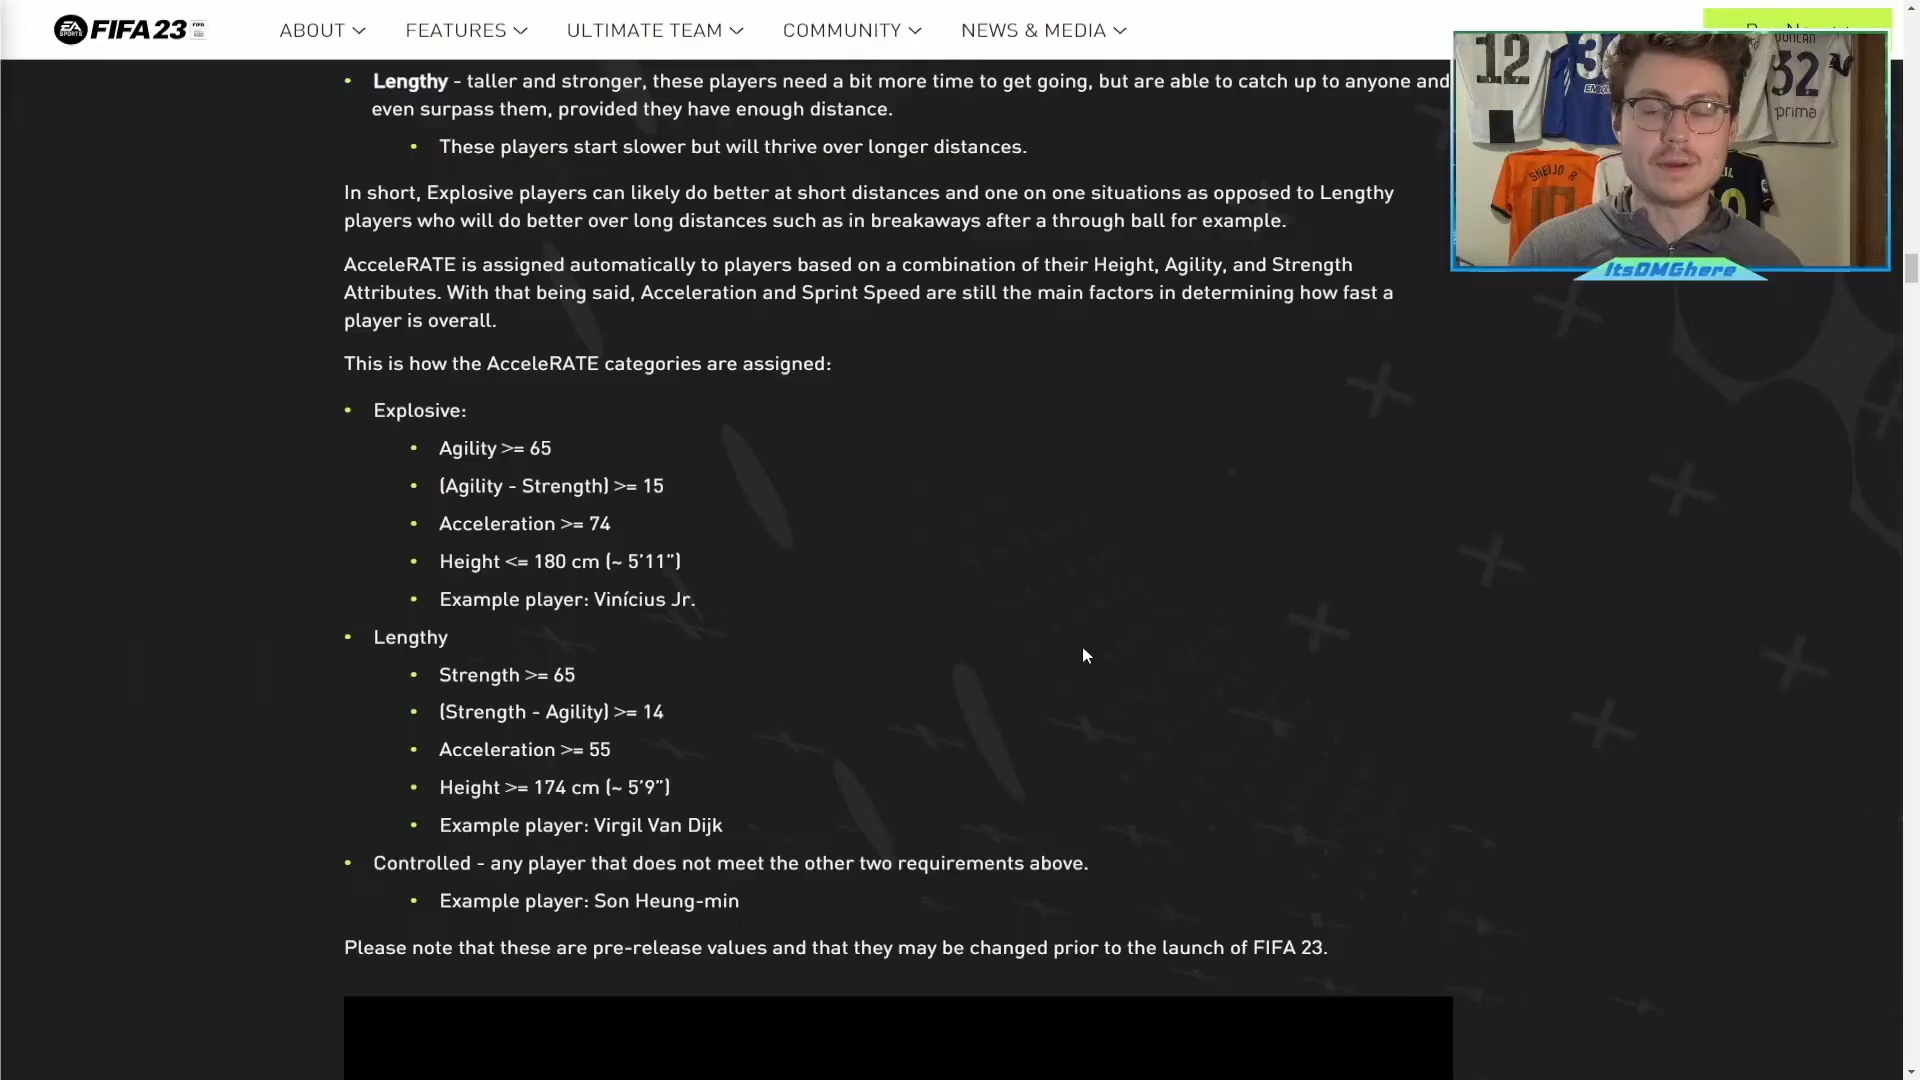 EA SPORTS FIFA 23
ABOUT FEATURES ULTIMATE TEAM COMMUNITY NEWS & MEDIA
• Lengthy - taller and stronger, these players need a bit more time to get going, but are able to catch up to anyone and
even surpass them, provided they have enough distance.
• These players start slower but will thrive over longer distances.
In short, Explosive players can likely do better at short distances and one on one situations as opposed to Lengthy
players who will do better over long distances such as in breakaways after a through ball for example.
AcceleRATE is assigned automatically to players based on a combination of their Height, Agility, and Strength
Attributes. With that being said, Acceleration and Sprint Speed are still the main factors in determining how fast a
player is overall.
This is how the AcceleRATE categories are assigned:
• Explosive:
• Agility >= 65
• (Agility - Strength) >= 15
• Acceleration >= 74
• Height <= 180 cm (~ 5’11”)
• Example player: Vinícius Jr.
• Lengthy
• Strength >= 65
• (Strength - Agility) >= 14
• Acceleration >= 55
• Height >= 174 cm (~ 5’9”)
• Example player: Virgil Van Dijk
• Controlled - any player that does not meet the other two requirements above.
• Example player: Son Heung-min
Please note that these are pre-release values and that they may be changed prior to the launch of FIFA 23.
12
DUNCAN
32
prima
SNEIJD R
10
ItsDMGhere